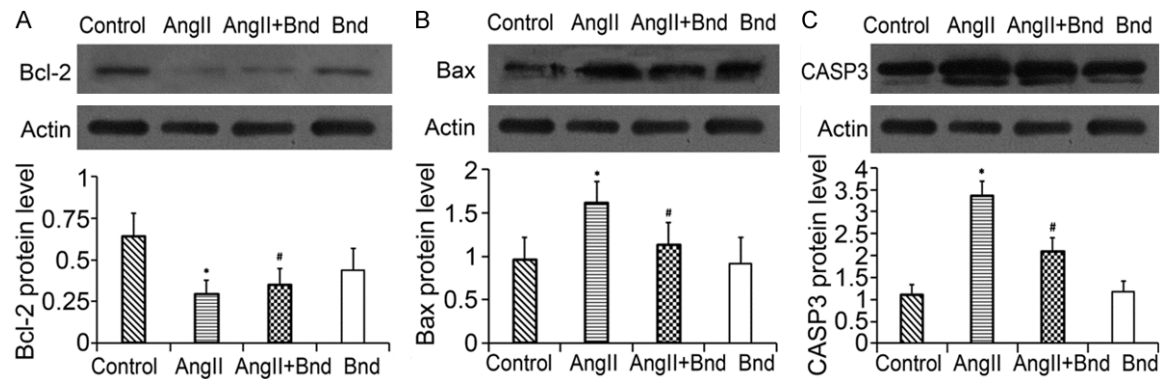 A
Control AngII AngII+Bnd Bnd
Bcl-2
Actin
Bcl-2 protein level
1
0.75
0.5
0.25
0
*
#
Control AngII AngII+Bnd Bnd
B
Control AngII AngII+Bnd Bnd
Bax
Actin
Bax protein level
2
1.5
1
0.5
0
*
#
Control AngII AngII+Bnd Bnd
C
Control AngII AngII+Bnd Bnd
CASP3
Actin
CASP3 protein level
4
3.5
3
2.5
2
1.5
1
0.5
0
*
#
Control AngII AngII+Bnd Bnd